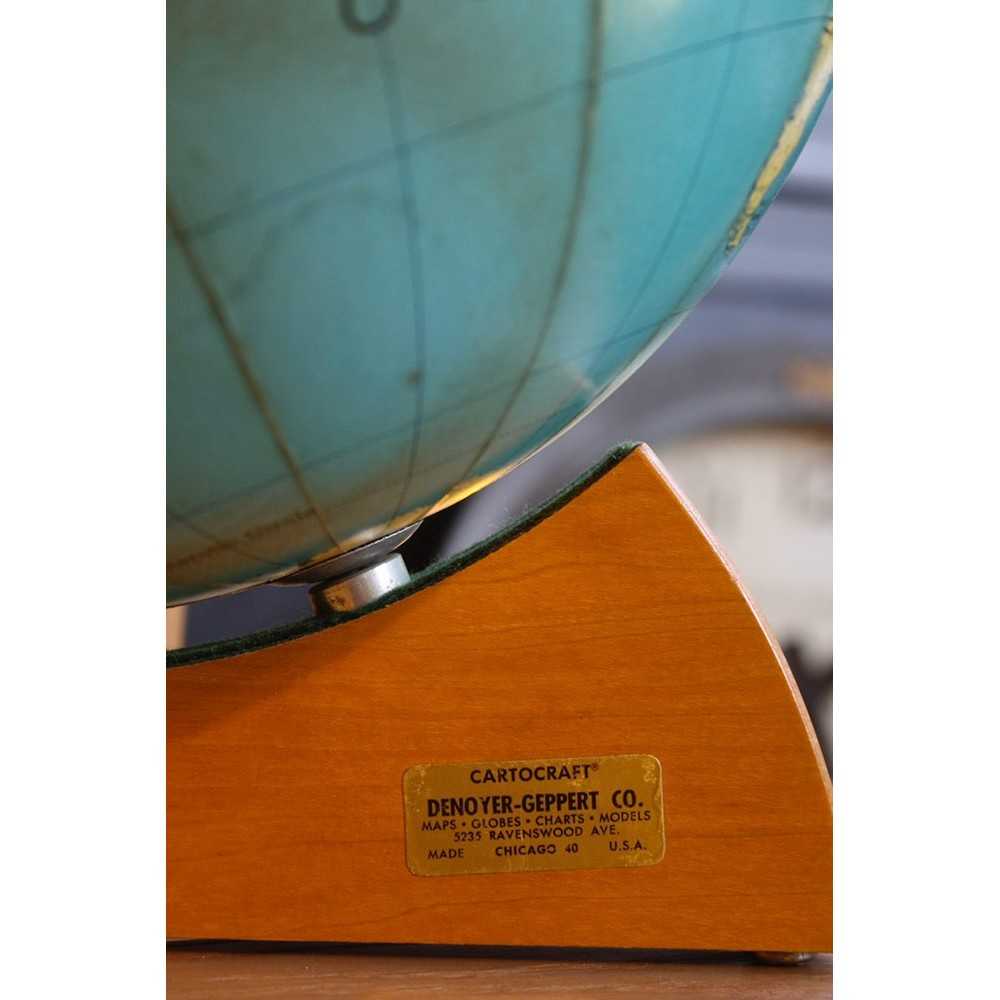 CARTOCRAFT®
DENOYER-GEPPERT CO.
MAPS • GLOBES • CHARTS • MODELS
5235 RAVENSWOOD AVE.
MADE CHICAGO 40 U.S.A.